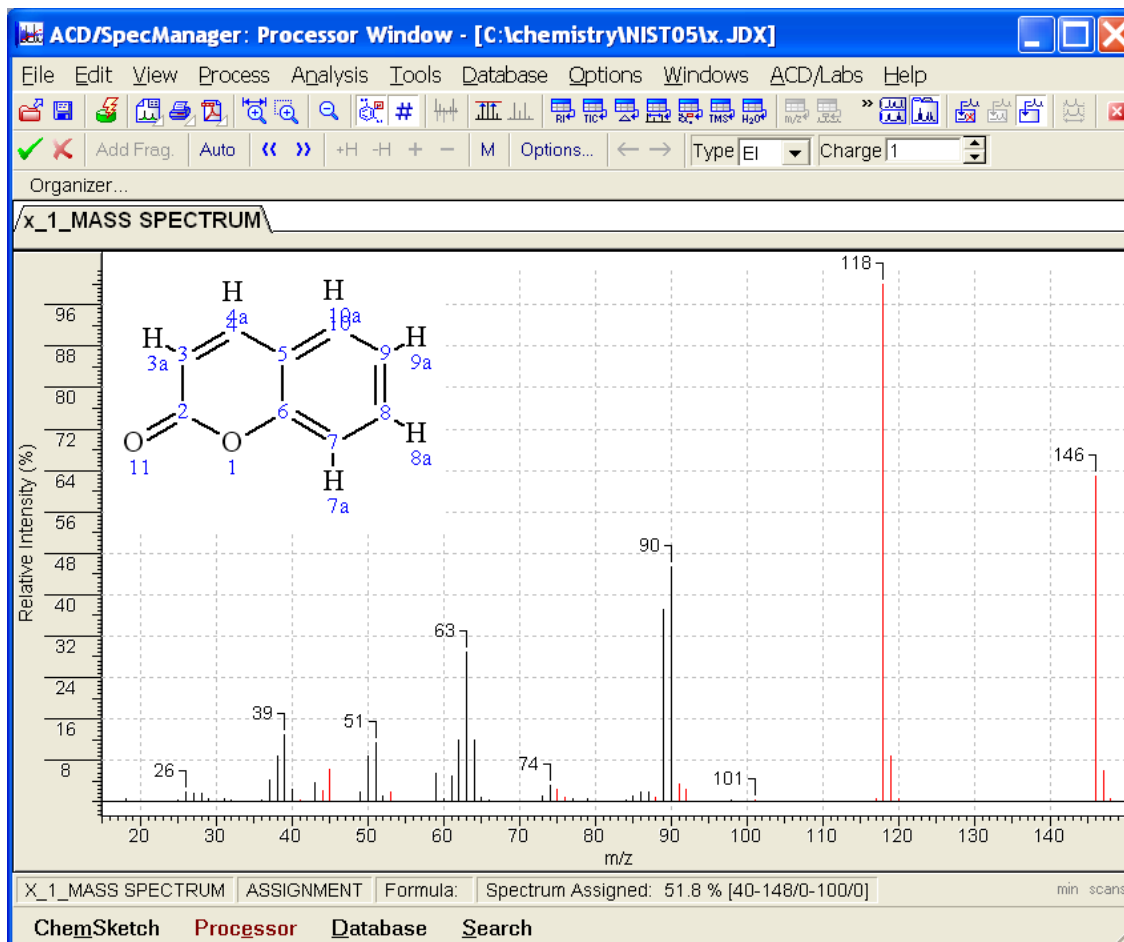 ACD/SpecManager: Processor Window - [C:\chemistry\NIST05\x.JDX]
File Edit View Process Analysis Tools Database Options Windows ACD/Labs Help
# RI TIC TMS H₂O m/z »
Add Frag. Auto « » +H -H + − M Options... ← → Type EI Charge 1
Organizer...
x_1_MASS SPECTRUM
118
146
90
63
39
51
26
74
101
H H
4a 10a
4 10
H 3 5 9 H
3a 9a
2 6 8
O O 7 H
11 1 8a
H
7a
Relative Intensity (%)
96
88
80
72
64
56
48
40
32
24
16
8
20 30 40 50 60 70 80 90 100 110 120 130 140
m/z
X_1_MASS SPECTRUM ASSIGNMENT Formula: Spectrum Assigned: 51.8 % [40-148/0-100/0] min scans
ChemSketch Processor Database Search